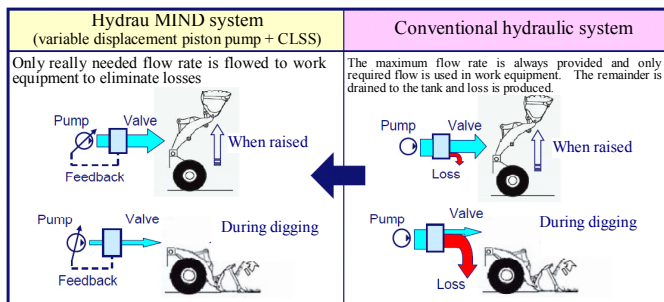 Hydrau MIND system
(variable displacement piston pump + CLSS)
Only really needed flow rate is flowed to work
equipment to eliminate losses
Pump
Valve
When raised
Feedback
Pump
Valve
During digging
Feedback
Conventional hydraulic system
The maximum flow rate is always provided and only
required flow is used in work equipment. The remainder is
drained to the tank and loss is produced.
Pump
Valve
When raised
Loss
Pump
Valve
During digging
Loss